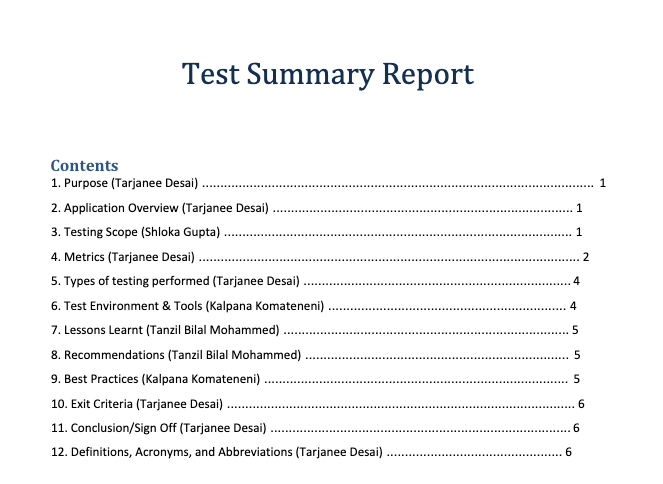 Test Summary Report
Contents
1. Purpose (Tarjanee Desai) ........................................................................................................... 1
2. Application Overview (Tarjanee Desai) ................................................................................... 1
3. Testing Scope (Shloka Gupta) ................................................................................................ 1
4. Metrics (Tarjanee Desai) ......................................................................................................... 2
5. Types of testing performed (Tarjanee Desai) .......................................................................... 4
6. Test Environment & Tools (Kalpana Komateneni) .................................................................. 4
7. Lessons Learnt (Tanzil Bilal Mohammed) ............................................................................... 5
8. Recommendations (Tanzil Bilal Mohammed) ......................................................................... 5
9. Best Practices (Kalpana Komateneni) .................................................................................... 5
10. Exit Criteria (Tarjanee Desai) ................................................................................................ 6
11. Conclusion/Sign Off (Tarjanee Desai) ................................................................................... 6
12. Definitions, Acronyms, and Abbreviations (Tarjanee Desai) ................................................. 6